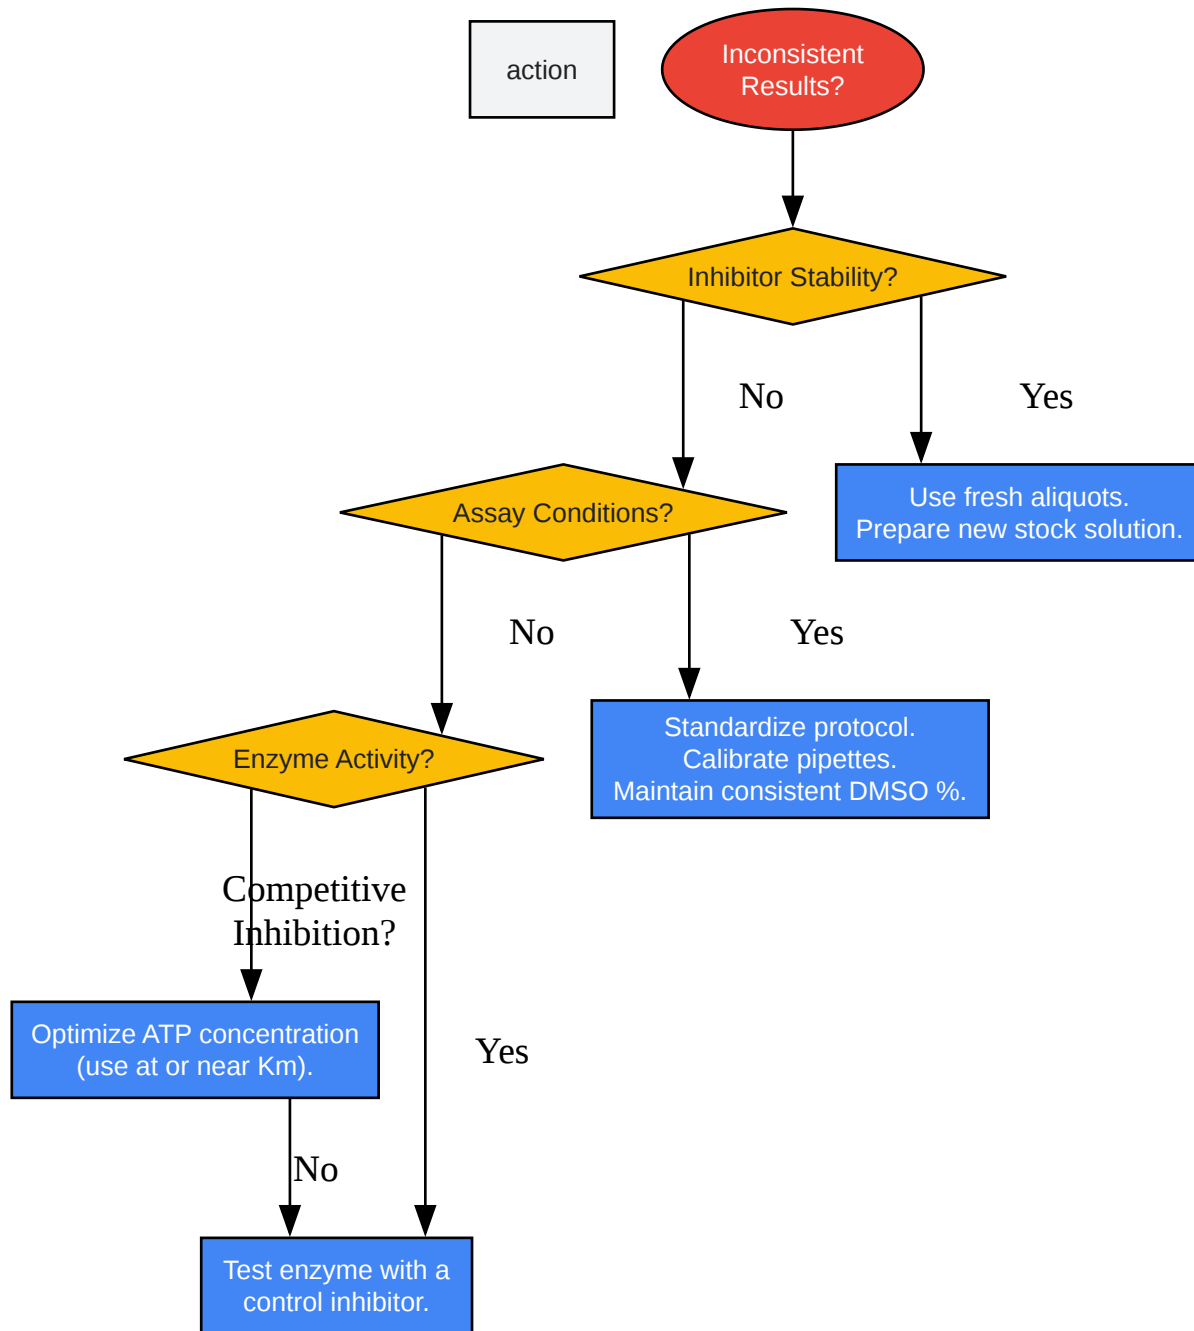 action
Inconsistent
Results?
Inhibitor Stability?
No
Yes
Use fresh aliquots.
Prepare new stock solution.
Assay Conditions?
No
Yes
Standardize protocol.
Calibrate pipettes.
Maintain consistent DMSO %.
Enzyme Activity?
Competitive
Inhibition?
Optimize ATP concentration
(use at or near Km).
Yes
No
Test enzyme with a
control inhibitor.